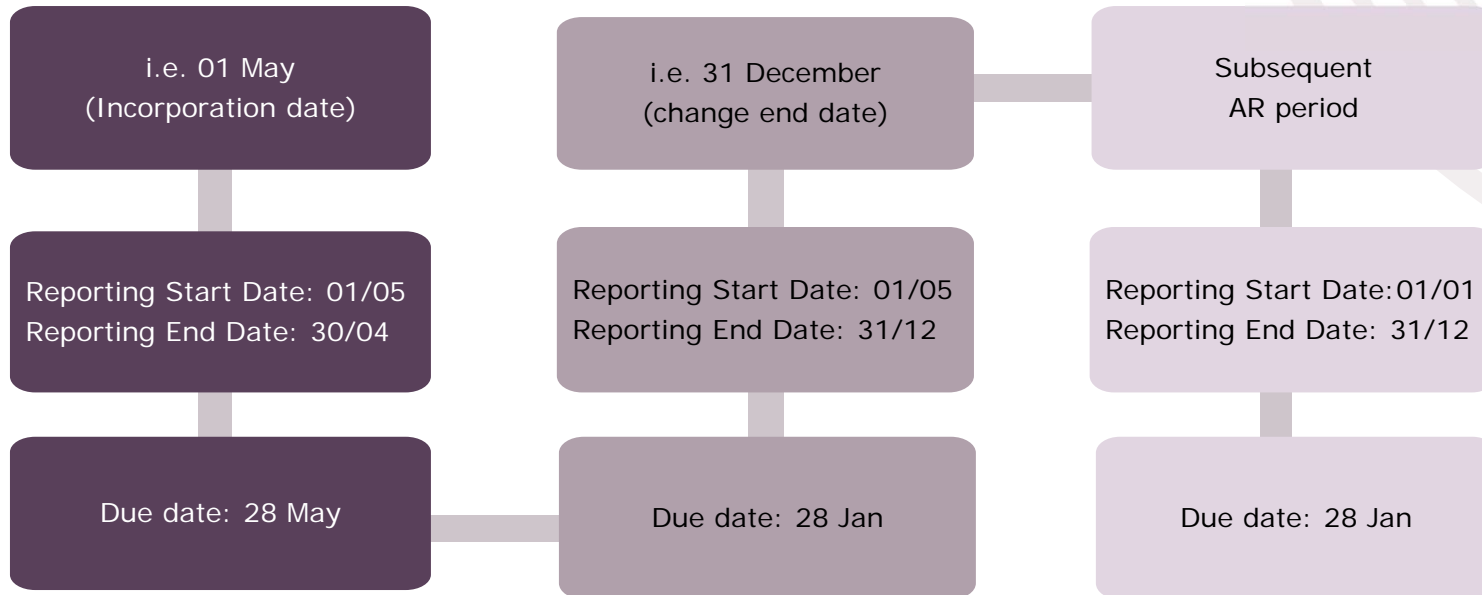 i.e. 01 May
(Incorporation date)
Reporting Start Date: 01/05
Reporting End Date: 30/04
Due date: 28 May
i.e. 31 December
(change end date)
Reporting Start Date: 01/05
Reporting End Date: 31/12
Due date: 28 Jan
Subsequent
AR period
Reporting Start Date: 01/01
Reporting End Date: 31/12
Due date: 28 Jan